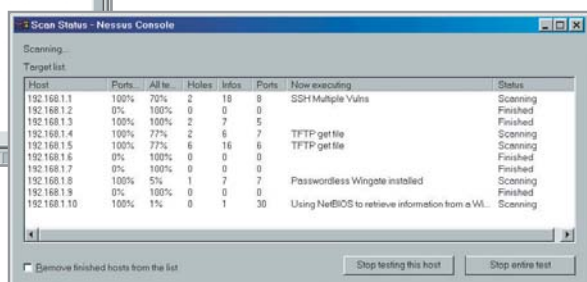 Scan Status - Nessus Console
Scanning...
Target list:
Host Ports... All te... Holes Infos Ports Now executing Status
192.168.1.1 100% 70% 2 18 8 SSH Multiple Vulns Scanning
192.168.1.2 0% 100% 0 0 0 Finished
192.168.1.3 100% 100% 2 7 5 Finished
192.168.1.4 100% 77% 2 6 7 TFTP get file Scanning
192.168.1.5 100% 77% 6 16 6 TFTP get file Scanning
192.168.1.6 0% 100% 0 0 0 Finished
192.168.1.7 0% 100% 0 0 0 Finished
192.168.1.8 100% 5% 1 7 7 Passwordless Wingate installed Scanning
192.168.1.9 0% 100% 0 0 0 Finished
192.168.1.10 100% 1% 0 1 30 Using NetBIOS to retrieve information from a Wi... Scanning
Remove finished hosts from the list
Stop testing this host
Stop entire test